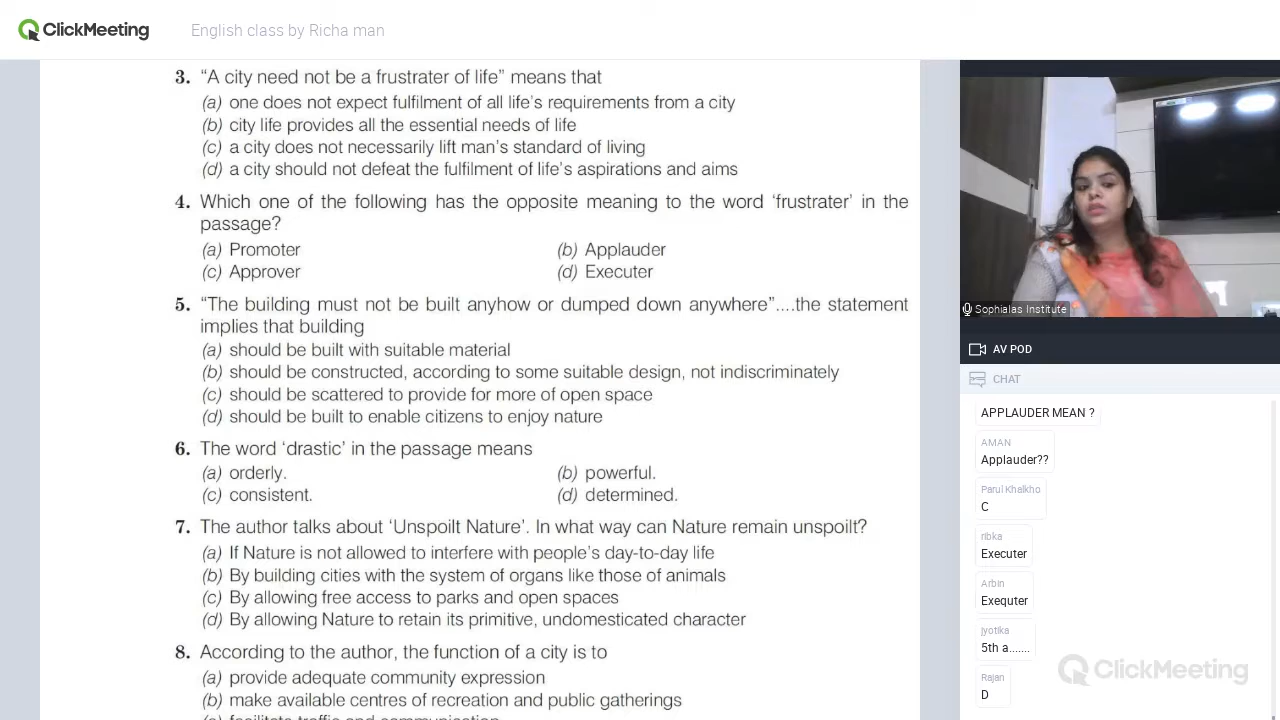 ClickMeeting
English class by Richa man
3. “A city need not be a frustrater of life” means that
(a) one does not expect fulfilment of all life’s requirements from a city
(b) city life provides all the essential needs of life
(c) a city does not necessarily lift man’s standard of living
(d) a city should not defeat the fulfilment of life’s aspirations and aims
4. Which one of the following has the opposite meaning to the word ‘frustrater’ in the
passage?
(a) Promoter (b) Applauder
(c) Approver (d) Executer
5. “The building must not be built anyhow or dumped down anywhere”....the statement
implies that building
(a) should be built with suitable material
(b) should be constructed, according to some suitable design, not indiscriminately
(c) should be scattered to provide for more of open space
(d) should be built to enable citizens to enjoy nature
6. The word ‘drastic’ in the passage means
(a) orderly. (b) powerful.
(c) consistent. (d) determined.
7. The author talks about ‘Unspoilt Nature’. In what way can Nature remain unspoilt?
(a) If Nature is not allowed to interfere with people’s day-to-day life
(b) By building cities with the system of organs like those of animals
(c) By allowing free access to parks and open spaces
(d) By allowing Nature to retain its primitive, undomesticated character
8. According to the author, the function of a city is to
(a) provide adequate community expression
(b) make available centres of recreation and public gatherings
Sophialas Institute
AV POD
CHAT
APPLAUDER MEAN ?
AMAN
Applauder??
Parul Khalkho
C
ribka
Executer
Arbin
Exequter
jyotika
5th a.......
Rajan
D
ClickMeeting